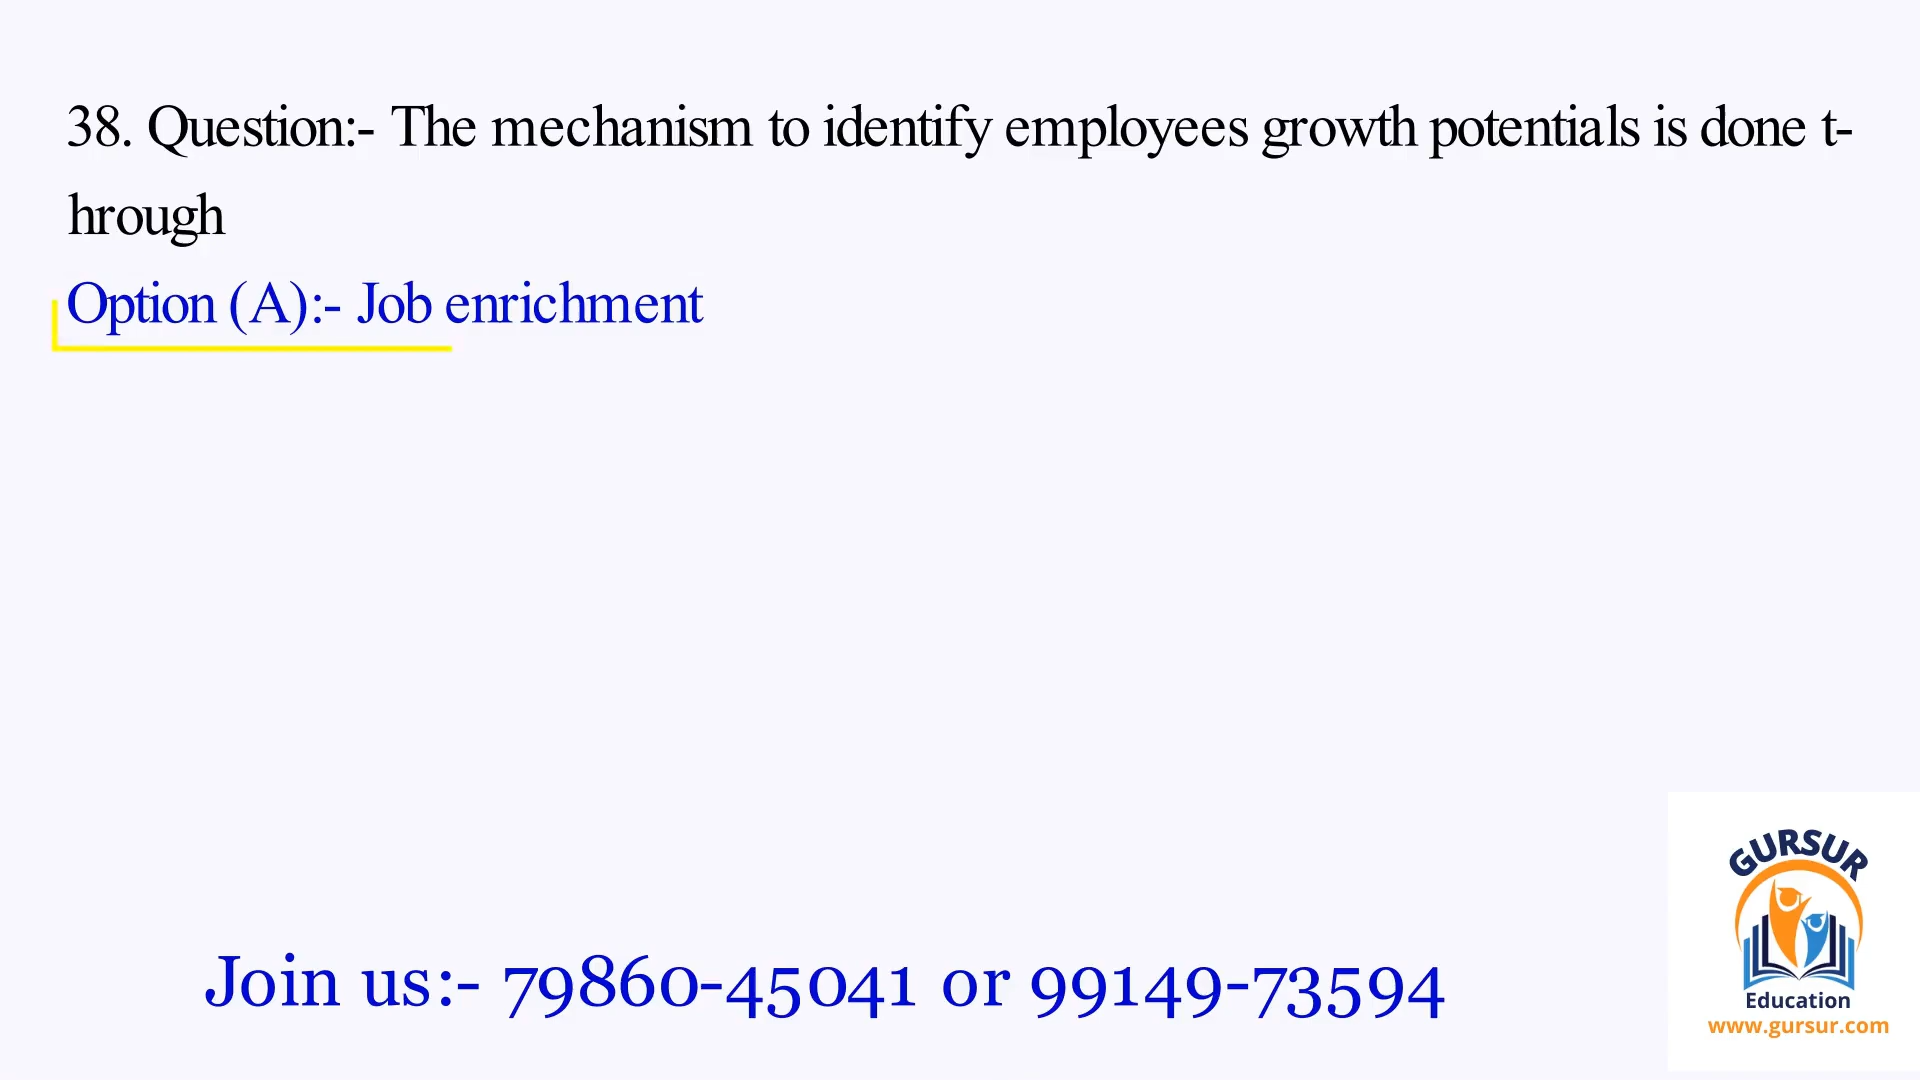 38. Question:- The mechanism to identify employees growth potentials is done t-
hrough
Option (A):- Job enrichment
Join us:- 79860-45041 or 99149-73594
GURSUR
Education
www.gursur.com